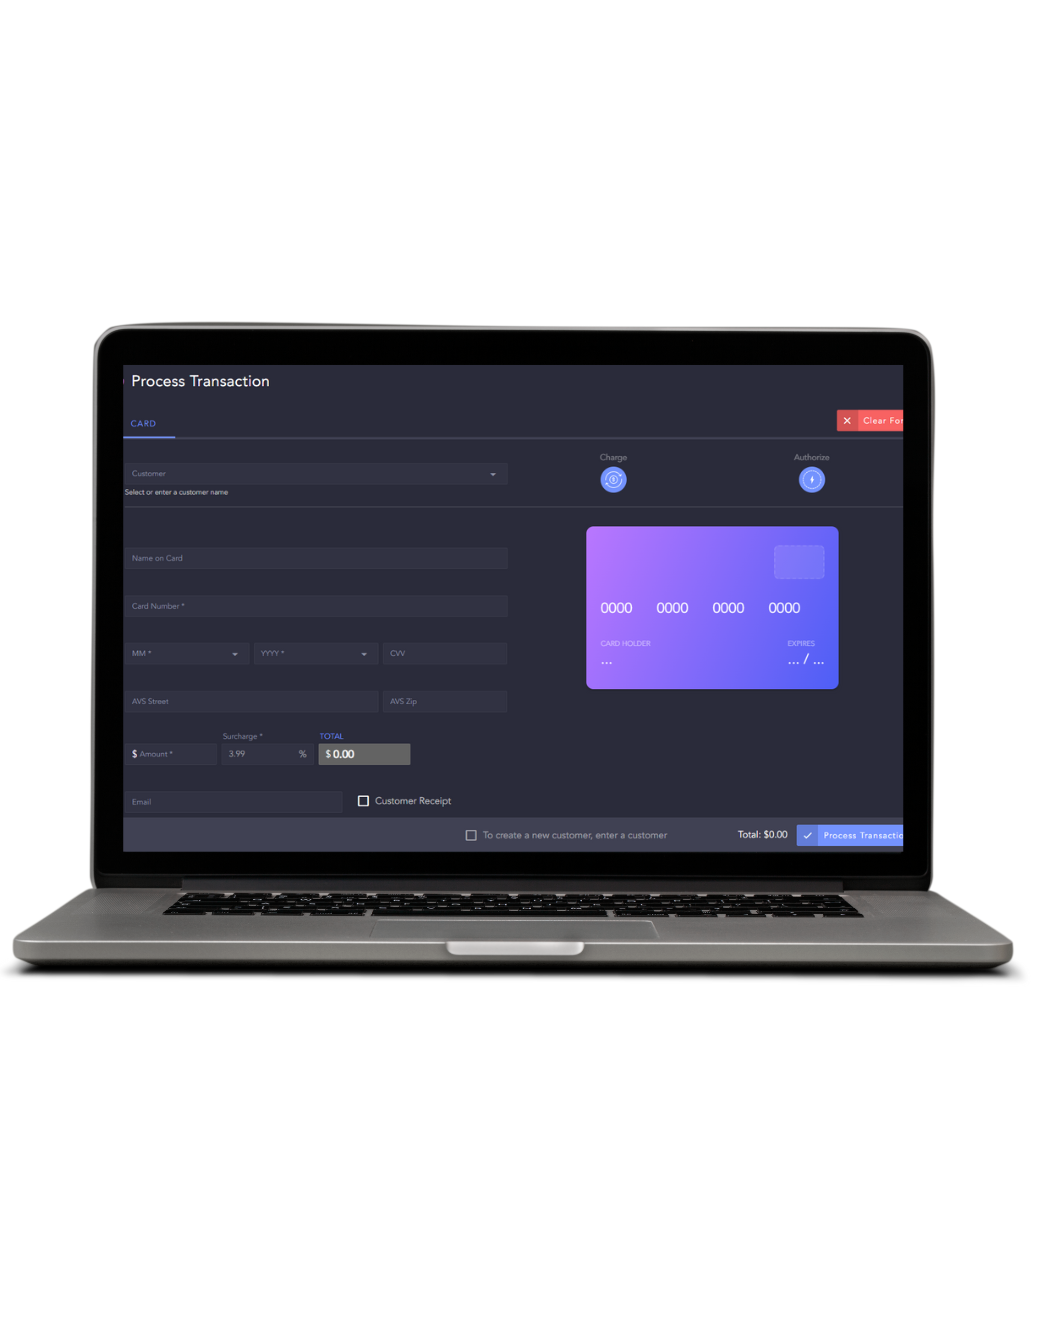 Process Transaction
CARD
Clear For
Customer
Select or enter a customer name
Charge
Authorize
Name on Card
Card Number *
MM *
YYYY *
CVV
AVS Street
AVS Zip
0000 0000 0000 0000
CARD HOLDER
EXPIRES
...
... / ...
Surcharge *
TOTAL
$ Amount *
3.99 %
$ 0.00
Email
Customer Receipt
To create a new customer, enter a customer
Total: $0.00
Process Transactio